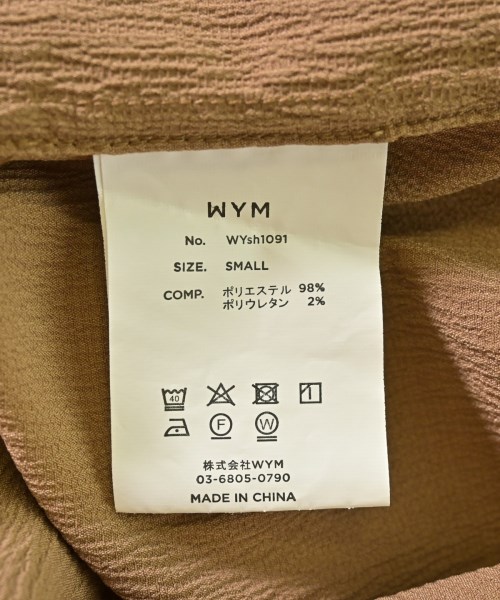 WYM
No. WYsh1091
SIZE. SMALL
COMP. ポリエステル 98%
ポリウレタン 2%
40
F W
株式会社WYM
03-6805-0790
MADE IN CHINA